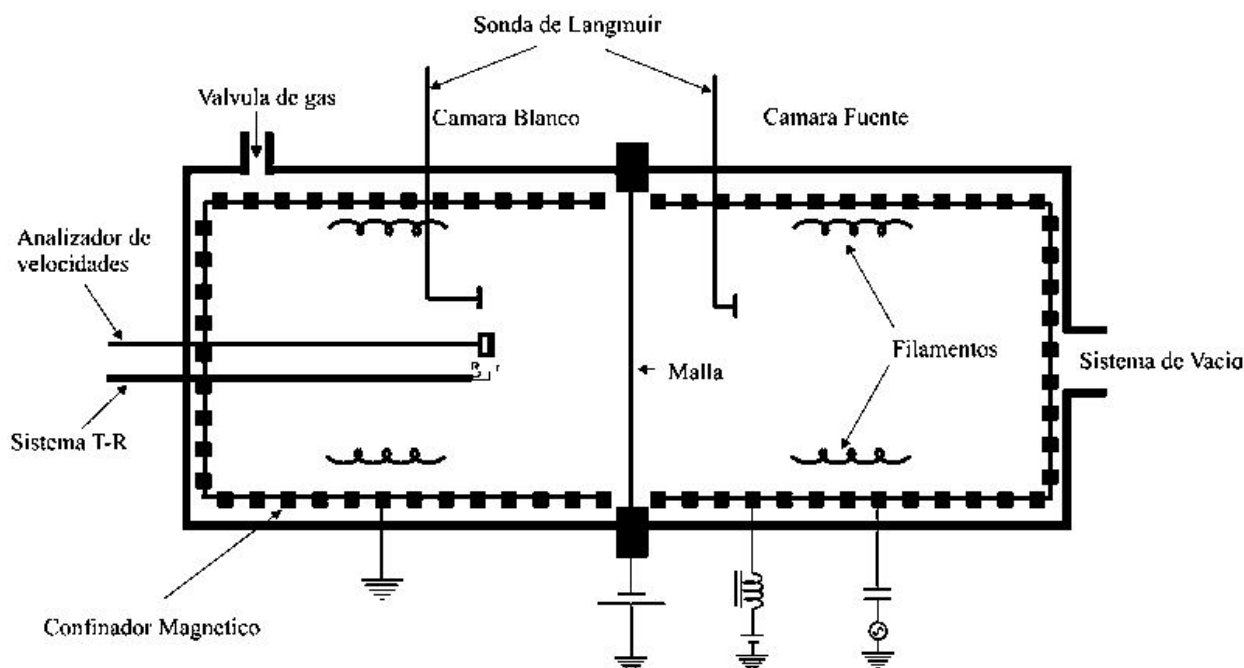 Sonda de Langmuir
Valvula de gas
Camara Blanco
Camara Fuente
Analizador de
velocidades
Filamentos
Malla
Sistema de Vacio
Sistema T-R
Confinador Magnetico